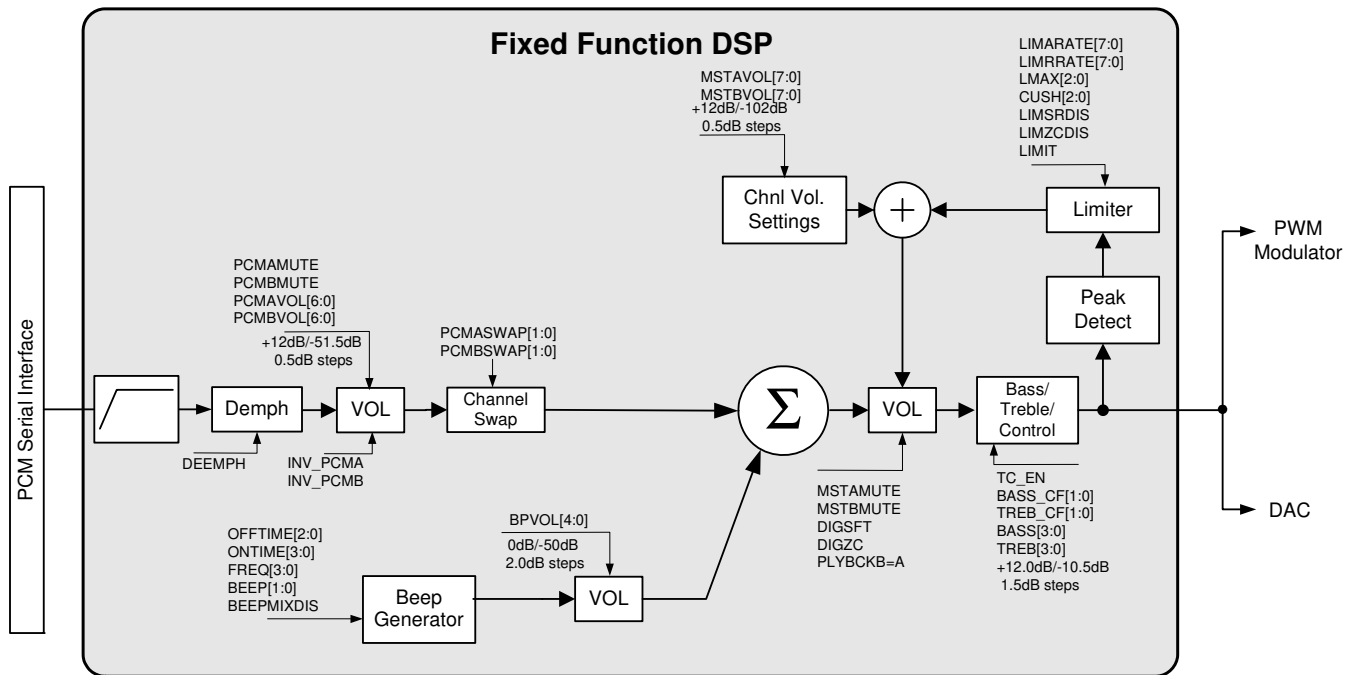 Fixed Function DSP
LIMARATE[7:0]
LIMRRATE[7:0]
LMAX[2:0]
CUSH[2:0]
LIMSRDIS
LIMZCDIS
LIMIT
MSTAVOL[7:0]
MSTBVOL[7:0]
+12dB/-102dB
0.5dB steps
Chnl Vol.
Settings
+
Limiter
Peak
Detect
PWM
Modulator
DAC
PCM Serial Interface
PCMAMUTE
PCMBMUTE
PCMAVOL[6:0]
PCMBVOL[6:0]
+12dB/-51.5dB
0.5dB steps
PCMASWAP[1:0]
PCMBSWAP[1:0]
Demph
VOL
Channel
Swap
Σ
VOL
Bass/
Treble/
Control
DEEMPH
INV_PCMA
INV_PCMB
MSTAMUTE
MSTBMUTE
DIGSFT
DIGZC
PLYBCKB=A
TC_EN
BASS_CF[1:0]
TREB_CF[1:0]
BASS[3:0]
TREB[3:0]
+12.0dB/-10.5dB
1.5dB steps
OFFTIME[2:0]
ONTIME[3:0]
FREQ[3:0]
BEEP[1:0]
BEEPMIXDIS
BPVOL[4:0]
0dB/-50dB
2.0dB steps
Beep
Generator
VOL